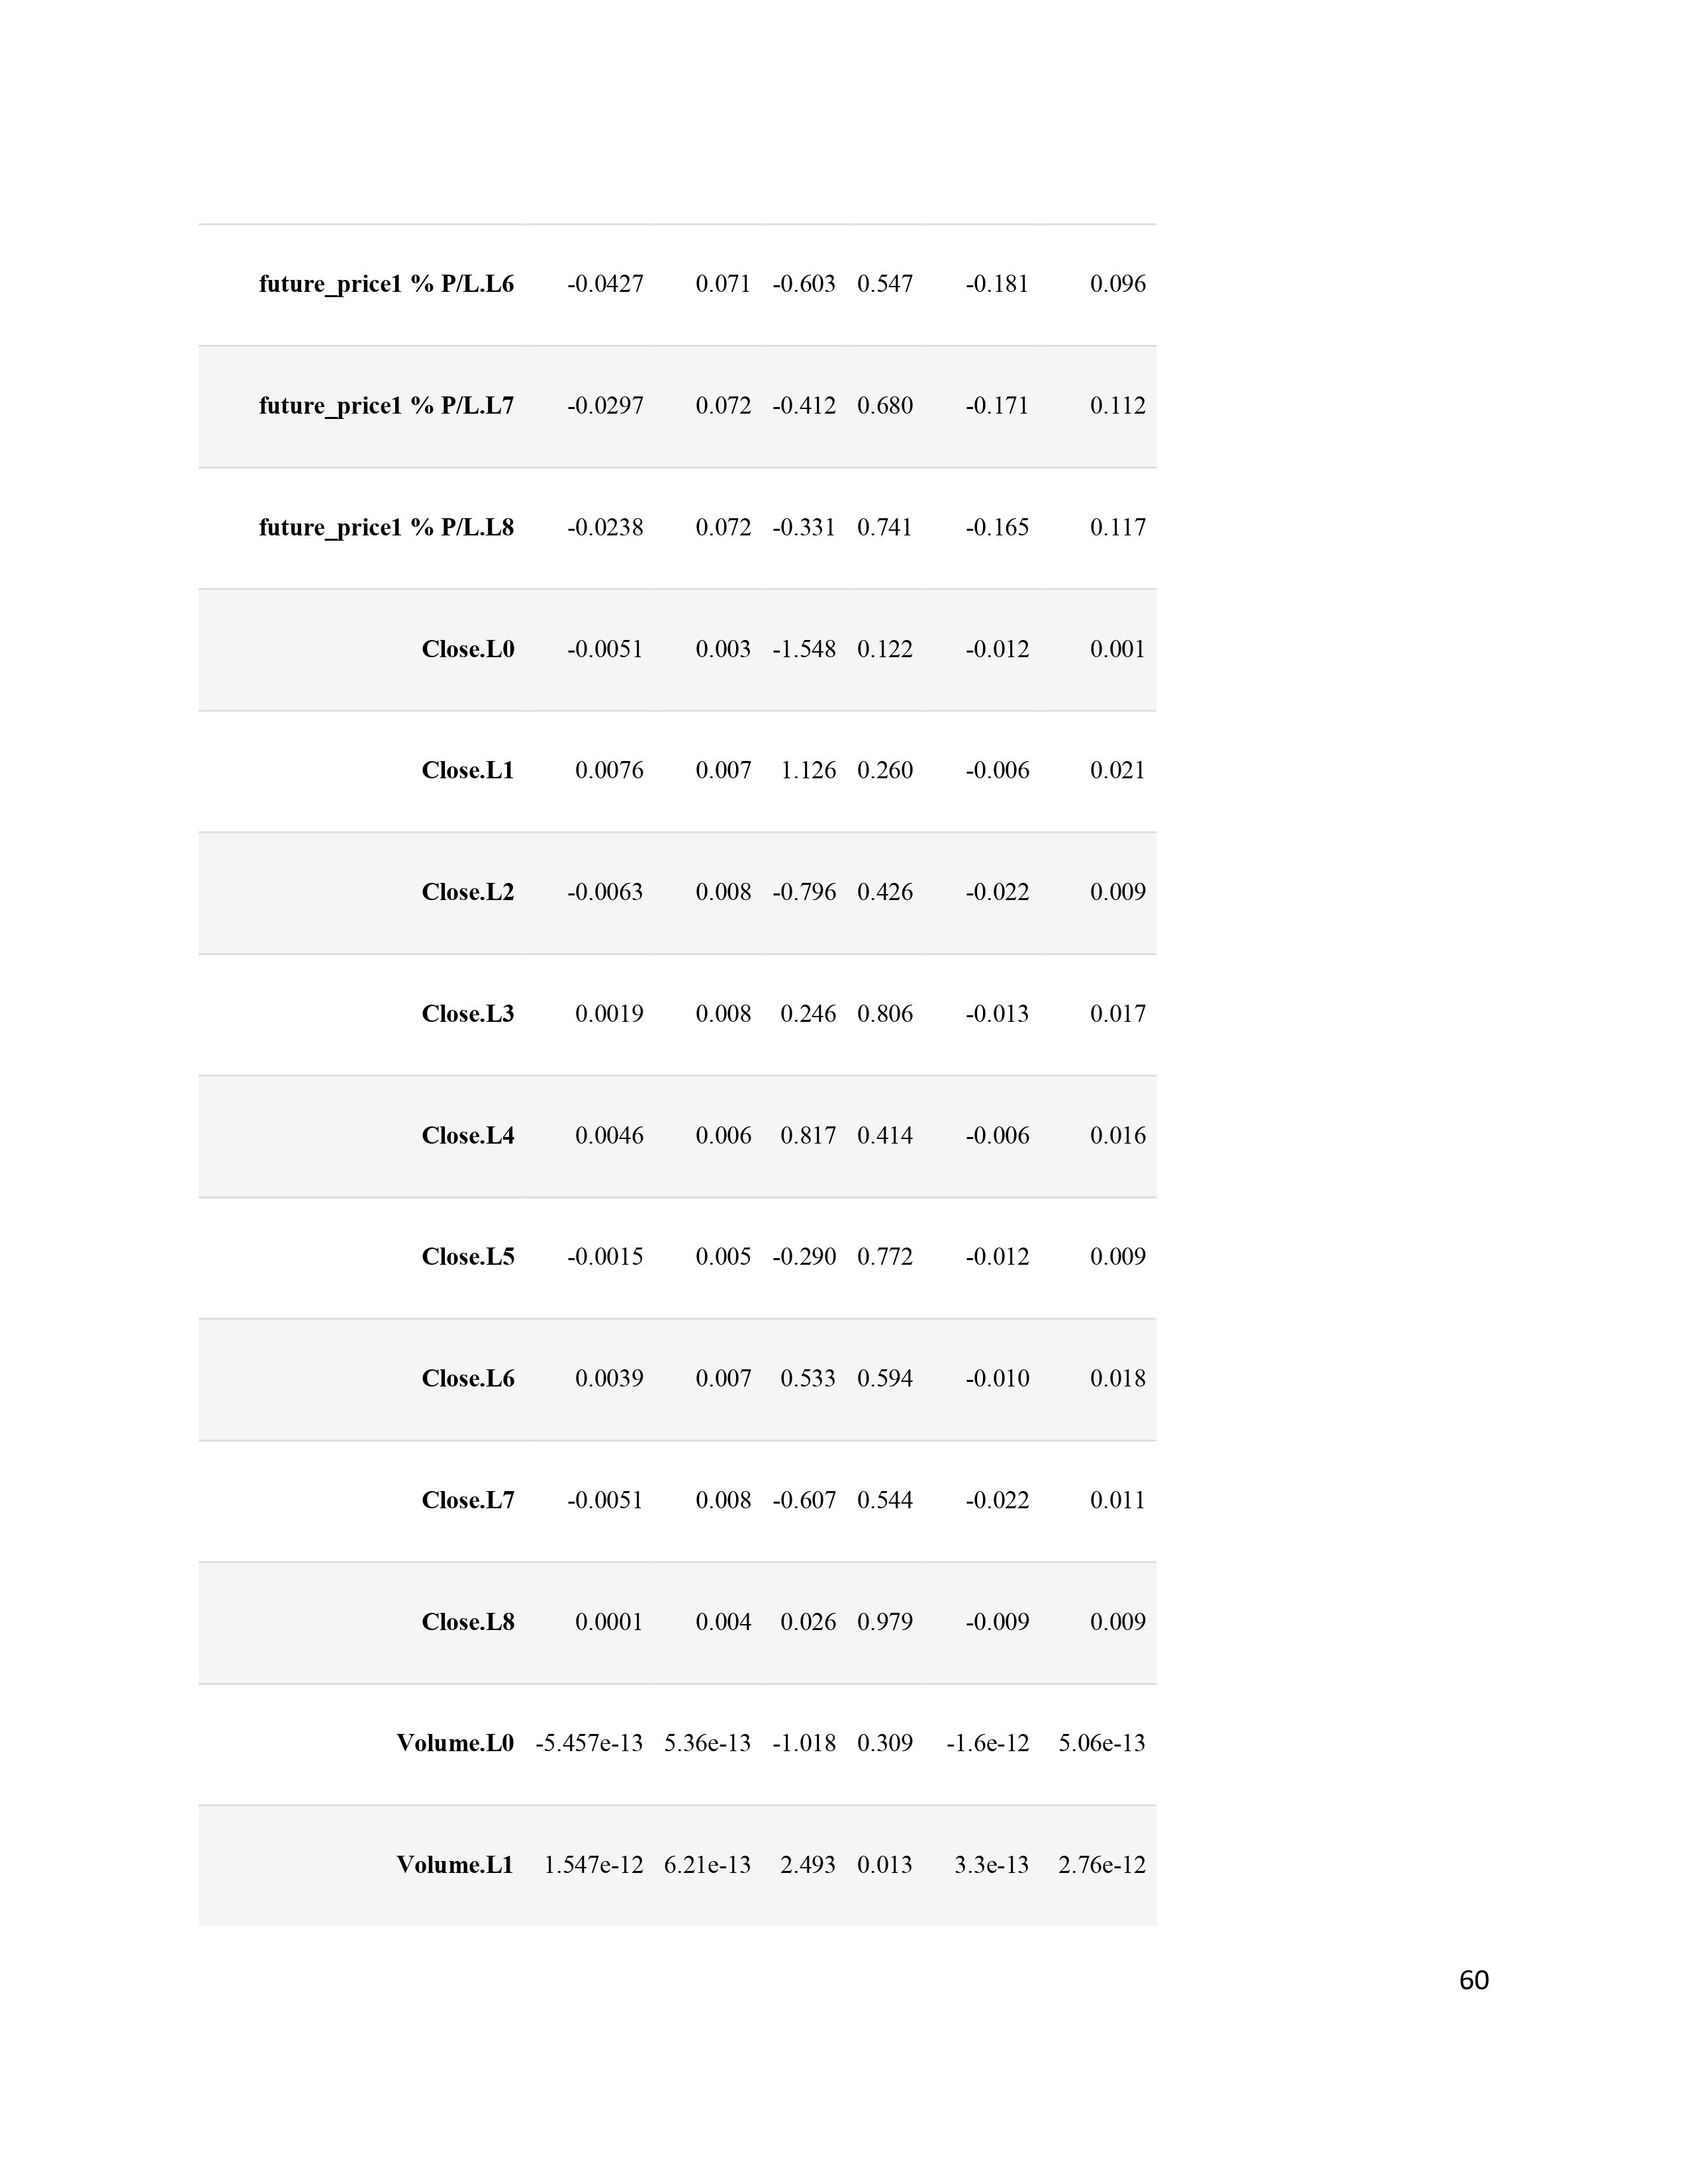 future_price1 % P/L.L6 -0.0427 0.071 -0.603 0.547 -0.181 0.096
future_price1 % P/L.L7 -0.0297 0.072 -0.412 0.680 -0.171 0.112
future_price1 % P/L.L8 -0.0238 0.072 -0.331 0.741 -0.165 0.117
Close.L0 -0.0051 0.003 -1.548 0.122 -0.012 0.001
Close.L1 0.0076 0.007 1.126 0.260 -0.006 0.021
Close.L2 -0.0063 0.008 -0.796 0.426 -0.022 0.009
Close.L3 0.0019 0.008 0.246 0.806 -0.013 0.017
Close.L4 0.0046 0.006 0.817 0.414 -0.006 0.016
Close.L5 -0.0015 0.005 -0.290 0.772 -0.012 0.009
Close.L6 0.0039 0.007 0.533 0.594 -0.010 0.018
Close.L7 -0.0051 0.008 -0.607 0.544 -0.022 0.011
Close.L8 0.0001 0.004 0.026 0.979 -0.009 0.009
Volume.L0 -5.457e-13 5.36e-13 -1.018 0.309 -1.6e-12 5.06e-13
Volume.L1 1.547e-12 6.21e-13 2.493 0.013 3.3e-13 2.76e-12
60